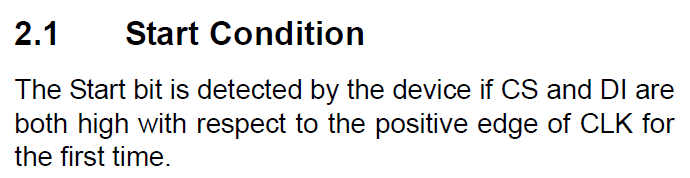 2.1 Start Condition
The Start bit is detected by the device if CS and DI are
both high with respect to the positive edge of CLK for
the first time.